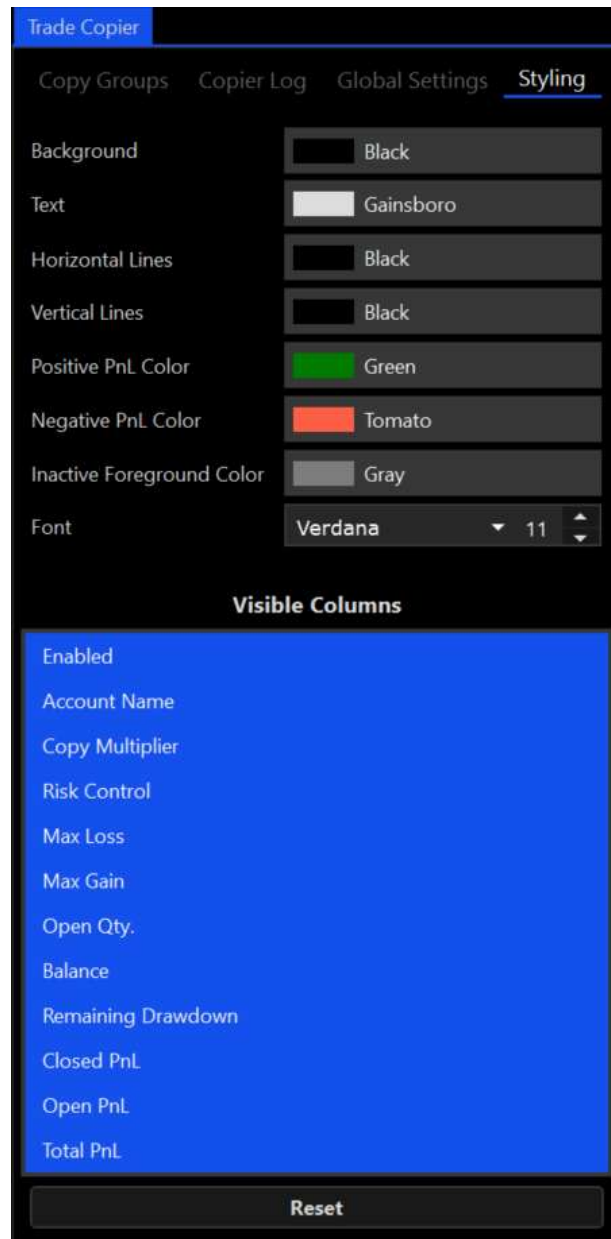 Trade Copier
Copy Groups Copier Log Global Settings Styling
Background Black
Text Gainsboro
Horizontal Lines Black
Vertical Lines Black
Positive PnL Color Green
Negative PnL Color Tomato
Inactive Foreground Color Gray
Font Verdana 11
Visible Columns
Enabled
Account Name
Copy Multiplier
Risk Control
Max Loss
Max Gain
Open Qty.
Balance
Remaining Drawdown
Closed PnL
Open PnL
Total PnL
Reset